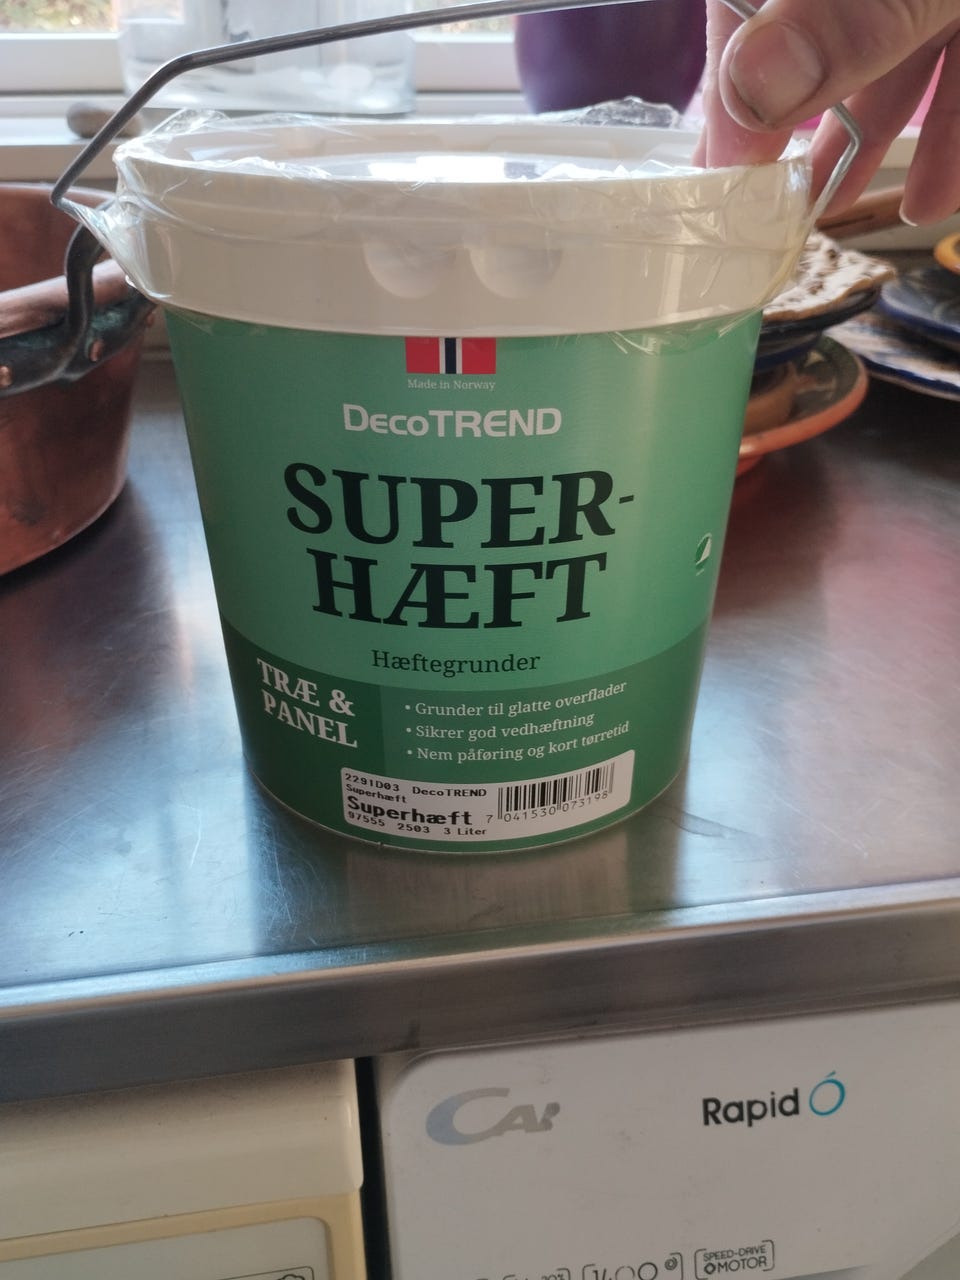 Made in Norway
DecoTREND
SUPER-
HÆFT
Hæftegrunder
TRÆ &
PANEL
• Grunder til glatte overflader
• Sikrer god vedhæftning
• Nem påføring og kort tørretid
2291D03 DecoTREND
Superhæft
Superhæft
97555 2503 3 Liter
7 041530 073198
Rapid
SPEED-DRIVE
MOTOR